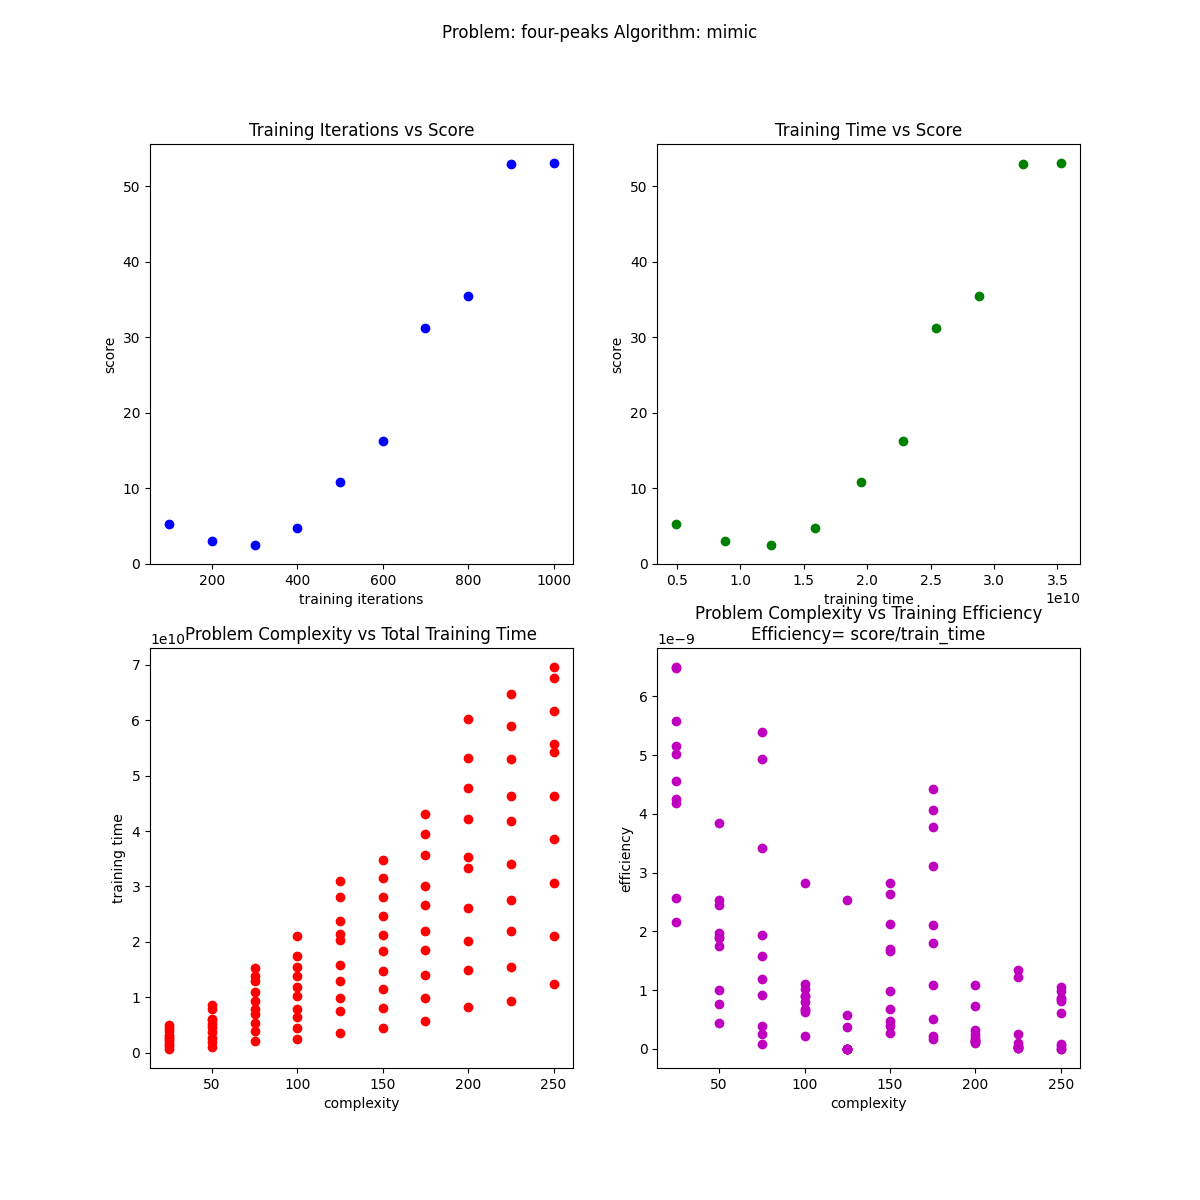 Problem: four-peaks Algorithm: mimic
Training Iterations vs Score
score
50
40
30
20
10
0
200
400
600
800
1000
training iterations
Training Time vs Score
score
50
40
30
20
10
0
0.5
1.0
1.5
2.0
2.5
3.0
3.5
1e10
training time
Problem Complexity vs Total Training Time
1e10
training time
7
6
5
4
3
2
1
0
50
100
150
200
250
complexity
Problem Complexity vs Training Efficiency
Efficiency= score/train_time
1e−9
efficiency
6
5
4
3
2
1
0
50
100
150
200
250
complexity